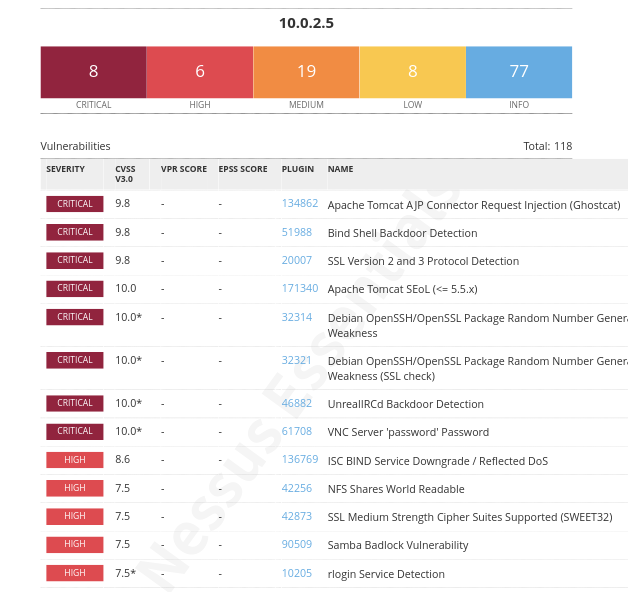 10.0.2.5
8 6 19 8 77
CRITICAL HIGH MEDIUM LOW INFO
Vulnerabilities Total: 118
SEVERITY CVSS V3.0 VPR SCORE EPSS SCORE PLUGIN NAME
CRITICAL 9.8 - - 134862 Apache Tomcat AJP Connector Request Injection (Ghostcat)
CRITICAL 9.8 - - 51988 Bind Shell Backdoor Detection
CRITICAL 9.8 - - 20007 SSL Version 2 and 3 Protocol Detection
CRITICAL 10.0 - - 171340 Apache Tomcat SEoL (<= 5.5.x)
CRITICAL 10.0* - - 32314 Debian OpenSSH/OpenSSL Package Random Number Genera
Weakness
CRITICAL 10.0* - - 32321 Debian OpenSSH/OpenSSL Package Random Number Genera
Weakness (SSL check)
CRITICAL 10.0* - - 46882 UnrealIRCd Backdoor Detection
CRITICAL 10.0* - - 61708 VNC Server 'password' Password
HIGH 8.6 - - 136769 ISC BIND Service Downgrade / Reflected DoS
HIGH 7.5 - - 42256 NFS Shares World Readable
HIGH 7.5 - - 42873 SSL Medium Strength Cipher Suites Supported (SWEET32)
HIGH 7.5 - - 90509 Samba Badlock Vulnerability
HIGH 7.5* - - 10205 rlogin Service Detection
Nessus Essentials